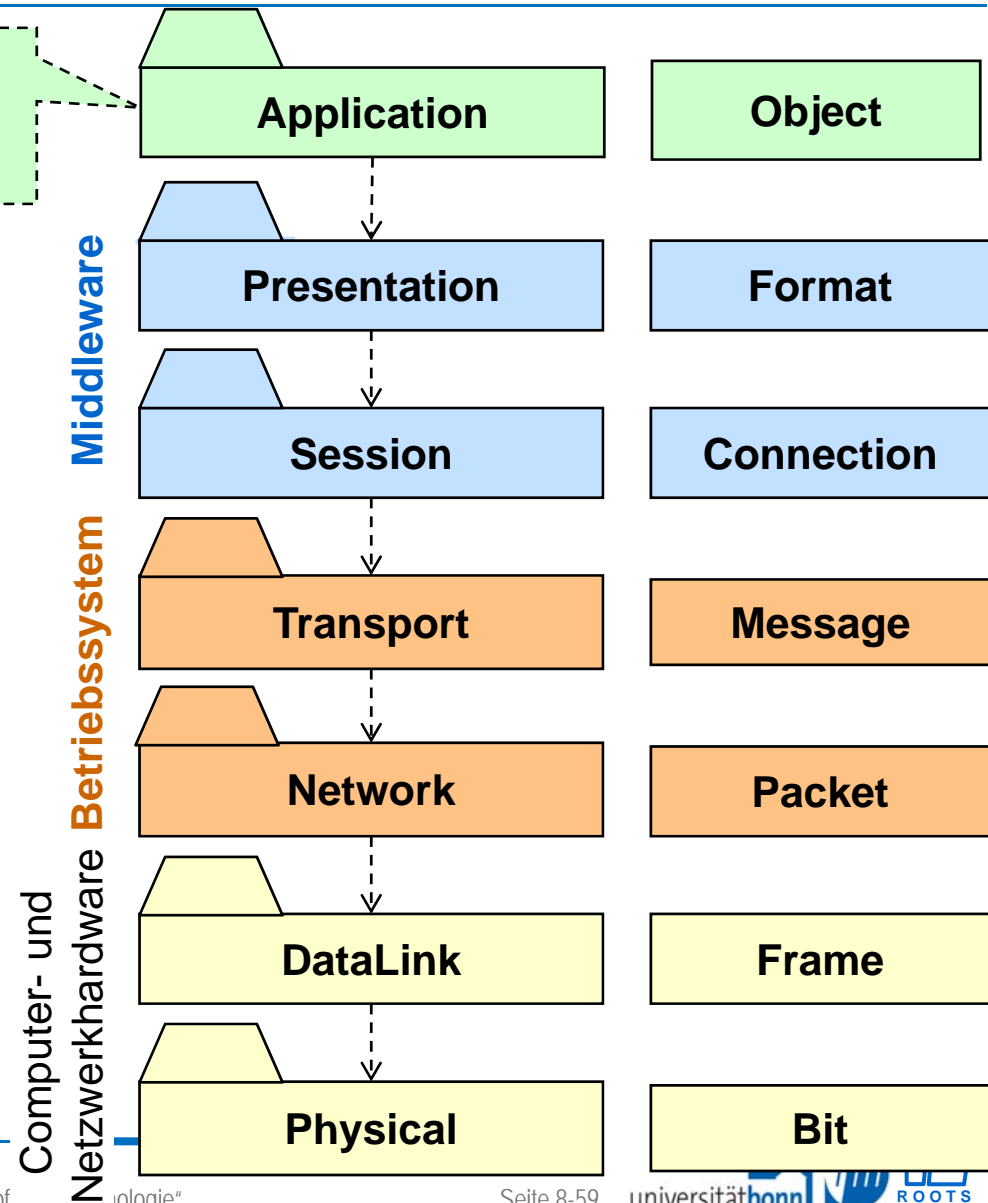 Application
Object
Middleware
Presentation
Format
Session
Connection
Betriebssystem
Transport
Message
Network
Packet
Computer- und
Netzwerkhardware
DataLink
Frame
Physical
Bit
Seite 8-59
universitätbonn
ROOTS